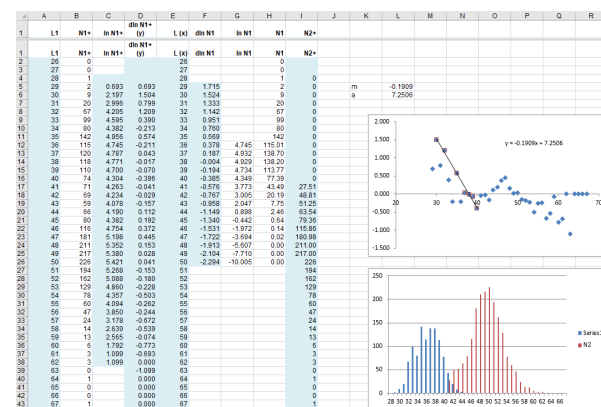 A B C D E F G H I J K L M N O P Q R
1 L1 N1+ ln N1+ dln N1+ (y) L (x) dln N1 ln N1 N1 N2+
1 L1 N1+ ln N1+ dln N1+ (y) L (x) dln N1 ln N1 N1 N2+
2 26 0 26 0
3 27 0 27 0
4 28 1 28 1 0
5 29 2 0.693 0.693 29 1.715 2 0 m -0.1909
6 30 9 2.197 1.504 30 1.524 9 0 a 7.2506
7 31 20 2.996 0.799 31 1.333 20 0
8 32 67 4.205 1.209 32 1.142 67 0
9 33 99 4.595 0.390 33 0.951 99 0
10 34 80 4.382 -0.213 34 0.760 80 0
11 35 142 4.956 0.574 35 0.569 142 0
12 36 115 4.745 -0.211 36 0.378 4.745 115.01 0
13 37 120 4.787 0.043 37 0.187 4.932 138.70 0
14 38 118 4.771 -0.017 38 -0.004 4.929 138.20 0
15 39 110 4.700 -0.070 39 -0.194 4.734 113.77 0
16 40 74 4.304 -0.396 40 -0.385 4.349 77.39 0
17 41 71 4.263 -0.041 41 -0.576 3.773 43.49 27.51
18 42 69 4.234 -0.029 42 -0.767 3.005 20.19 48.81
19 43 59 4.078 -0.157 43 -0.958 2.047 7.75 51.25
20 44 66 4.190 0.112 44 -1.149 0.898 2.46 63.54
21 45 80 4.382 0.192 45 -1.340 -0.442 0.64 79.36
22 46 116 4.754 0.372 46 -1.531 -1.972 0.14 115.86
23 47 181 5.198 0.445 47 -1.722 -3.694 0.02 180.98
24 48 211 5.352 0.153 48 -1.913 -5.607 0.00 211.00
25 49 217 5.380 0.028 49 -2.104 -7.710 0.00 217.00
26 50 226 5.421 0.041 50 -2.294 -10.005 0.00 226
27 51 194 5.268 -0.153 51 194
28 52 162 5.088 -0.180 52 162
29 53 129 4.860 -0.228 53 129
30 54 78 4.357 -0.503 54 78
31 55 60 4.094 -0.262 55 60
32 56 47 3.850 -0.244 56 47
33 57 24 3.178 -0.672 57 24
34 58 14 2.639 -0.539 58 14
35 59 13 2.565 -0.074 59 13
36 60 6 1.792 -0.773 60 6
37 61 3 1.099 -0.693 61 3
38 62 3 1.099 0.000 62 3
39 63 0 -1.099 63 0
40 64 1 0.000 64 1
41 65 0 0.000 65 0
42 66 0 0.000 66 0
43 67 1 0.000 67 1
2.000
1.500
1.000
0.500
0.000
-0.500
-1.000
-1.500
20 30 40 50 60 70
y = -0.1909x + 7.2506
250
200
150
100
50
0
28 30 32 34 36 38 40 42 44 46 48 50 52 54 56 58 60 62 64 66
N2